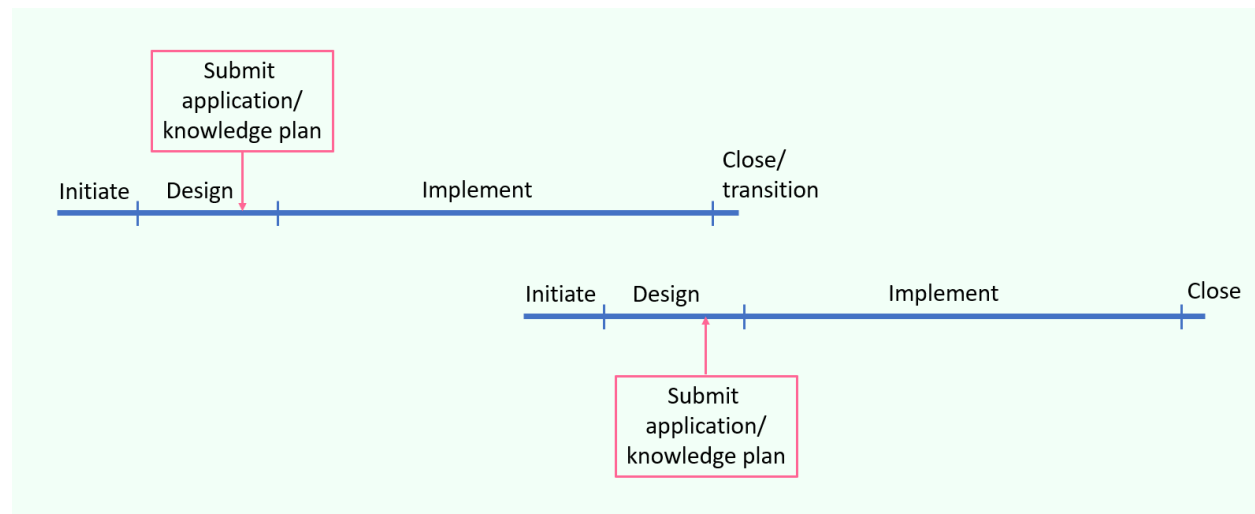 Submit
application/
knowledge plan
Initiate
Design
Implement
Close/
transition
Initiate
Design
Implement
Close
Submit
application/
knowledge plan